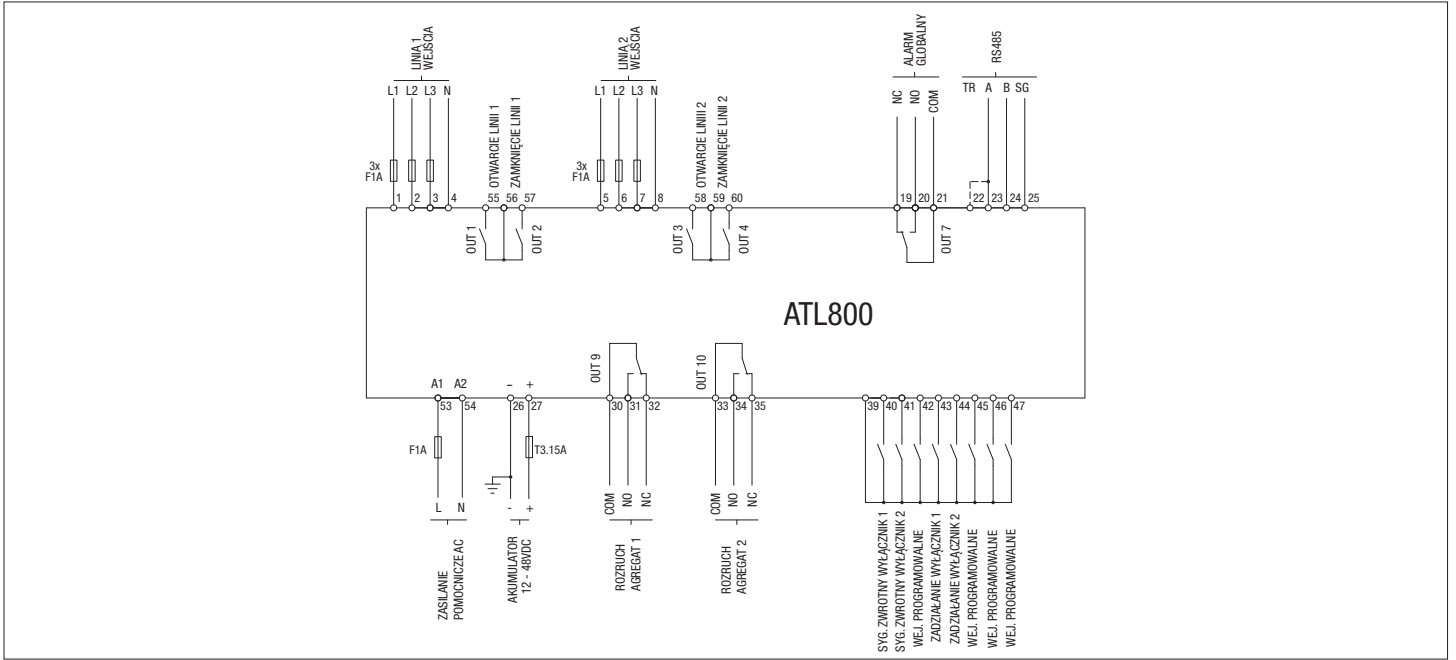 LINIA 1
WEJŚCIA
LINIA 2
WEJŚCIA
ALARM
GLOBALNY
RS485
L1 L2 L3 N
L1 L2 L3 N
NC
NO
COM
TR A B SG
3x
F1A
OTWARCIE LINII 1
ZAMKNIĘCIE LINII 1
3x
F1A
OTWARCIE LINIII 2
ZAMKNIĘCIE LINII 2
1 2 3 4 55 56 57 5 6 7 8 58 59 60 19 20 21 22 23 24 25
OUT 1
OUT 2
OUT 3
OUT 4
OUT 7
ATL800
OUT 9
OUT 10
A1 A2 – +
53 54 26 27 30 31 32 33 34 35 39 40 41 42 43 44 45 46 47
F1A
T3.15A
L N - +
COM
NO
NC
COM
NO
NC
ZASILANIE
POMOCNICZE AC
AKUMULATOR
12 - 48VDC
ROZRUCH
AGREGAT 1
ROZRUCH
AGREGAT 2
SYG. ZWROTNY WYŁĄCZNIK 1
SYG. ZWROTNY WYŁĄCZNIK 2
WEJ. PROGRAMOWALNE
ZADZIAŁANIE WYŁĄCZNIK 1
ZADZIAŁANIE WYŁĄCZNIK 2
WEJ. PROGRAMOWALNE
WEJ. PROGRAMOWALNE
WEJ. PROGRAMOWALNE